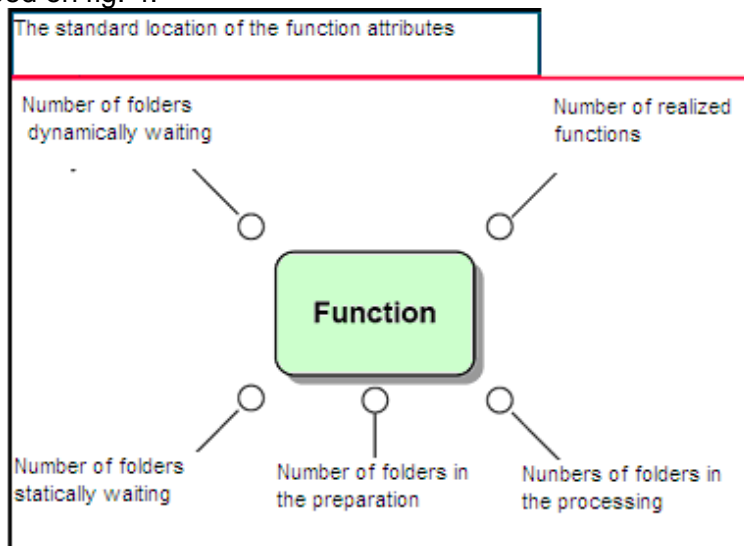 The standard location of the function attributes
Number of folders
dynamically waiting
Number of realized
functions
Function
Number of folders
statically waiting
Number of folders in
the preparation
Nunbers of folders in
the processing